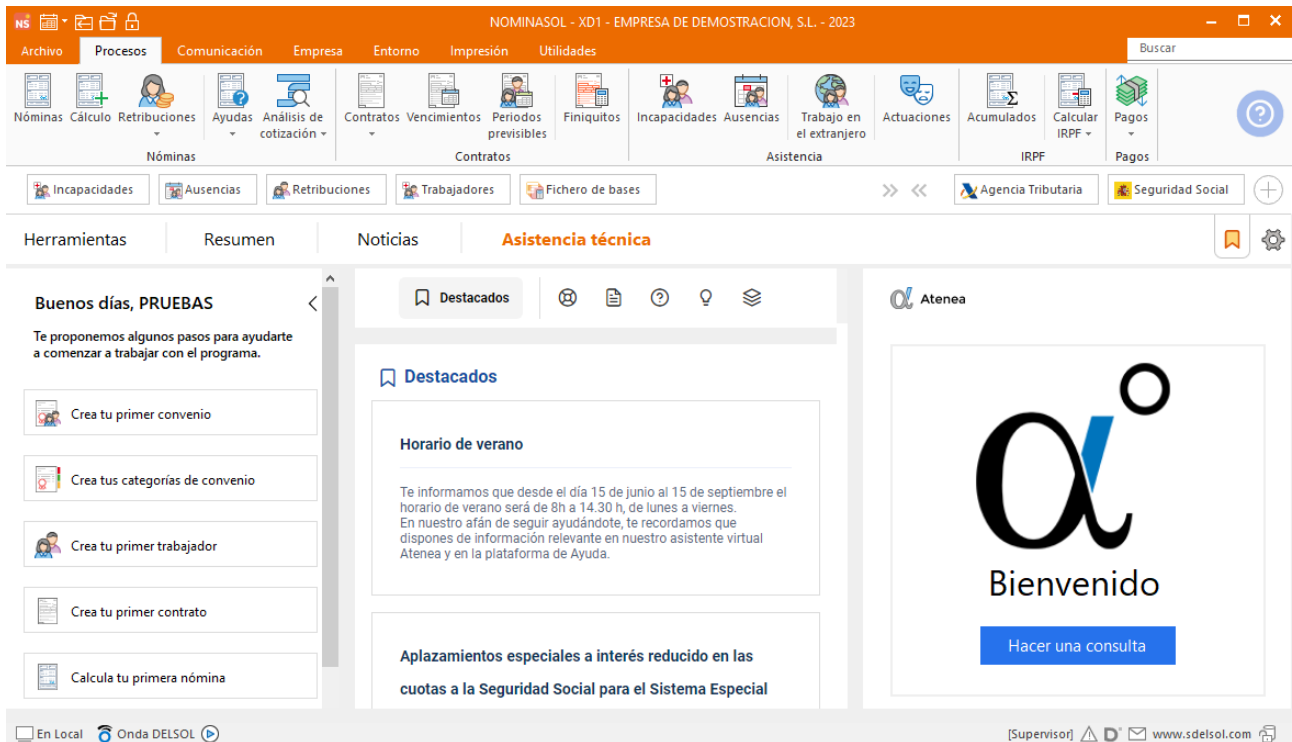 NS
NOMINASOL - XD1 - EMPRESA DE DEMOSTRACION, S.L. - 2023
Archivo Procesos Comunicación Empresa Entorno Impresión Utilidades Buscar
Nóminas Cálculo Retribuciones Ayudas Análisis de cotización
Nóminas
Contratos Vencimientos Periodos previsibles Finiquitos
Contratos
Incapacidades Ausencias Trabajo en el extranjero Actuaciones
Asistencia
Acumulados Calcular IRPF
IRPF
Pagos
Pagos
Incapacidades Ausencias Retribuciones Trabajadores Fichero de bases Agencia Tributaria Seguridad Social
Herramientas Resumen Noticias Asistencia técnica
Buenos días, PRUEBAS
Te proponemos algunos pasos para ayudarte
a comenzar a trabajar con el programa.
Crea tu primer convenio
Crea tus categorías de convenio
Crea tu primer trabajador
Crea tu primer contrato
Calcula tu primera nómina
Destacados
Destacados
Horario de verano
Te informamos que desde el día 15 de junio al 15 de septiembre el
horario de verano será de 8h a 14.30 h, de lunes a viernes.
En nuestro afán de seguir ayudándote, te recordamos que
dispones de información relevante en nuestro asistente virtual
Atenea y en la plataforma de Ayuda.
Aplazamientos especiales a interés reducido en las
cuotas a la Seguridad Social para el Sistema Especial
Atenea
Bienvenido
Hacer una consulta
En Local Onda DELSOL [Supervisor] D www.sdelsol.com